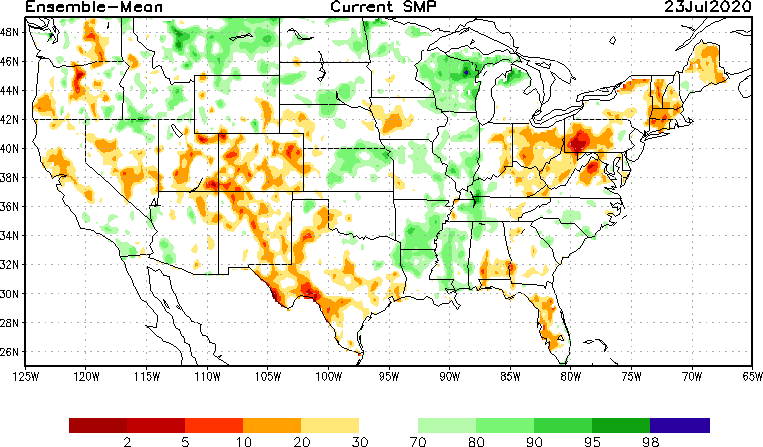 Ensemble-Mean Current SMP 23Jul2020
48N
46N
44N
42N
40N
38N
36N
34N
32N
30N
28N
26N
125W 120W 115W 110W 105W 100W 95W 90W 85W 80W 75W 70W 65W
2 5 10 20 30 70 80 90 95 98